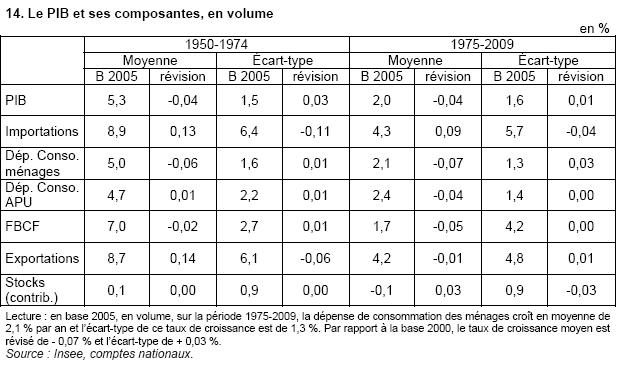 14. Le PIB et ses composantes, en volume
en %
1950-1974 1975-2009
Moyenne Écart-type Moyenne Écart-type
B 2005 révision B 2005 révision B 2005 révision B 2005 révision
PIB 5,3 -0,04 1,5 0,03 2,0 -0,04 1,6 0,01
Importations 8,9 0,13 6,4 -0,11 4,3 0,09 5,7 -0,04
Dép. Conso. ménages 5,0 -0,06 1,6 0,01 2,1 -0,07 1,3 0,03
Dép. Conso. APU 4,7 0,01 2,2 0,01 2,4 -0,04 1,4 0,00
FBCF 7,0 -0,02 2,7 0,01 1,7 -0,05 4,2 0,00
Exportations 8,7 0,14 6,1 -0,06 4,2 -0,01 4,8 0,01
Stocks (contrib.) 0,1 0,00 0,9 0,00 -0,1 0,03 0,9 -0,03
Lecture : en base 2005, en volume, sur la période 1975-2009, la dépense de consommation des ménages croît en moyenne de
2,1 % par an et l'écart-type de ce taux de croissance est de 1,3 %. Par rapport à la base 2000, le taux de croissance moyen est
révisé de - 0,07 % et l'écart-type de + 0,03 %.
Source : Insee, comptes nationaux.